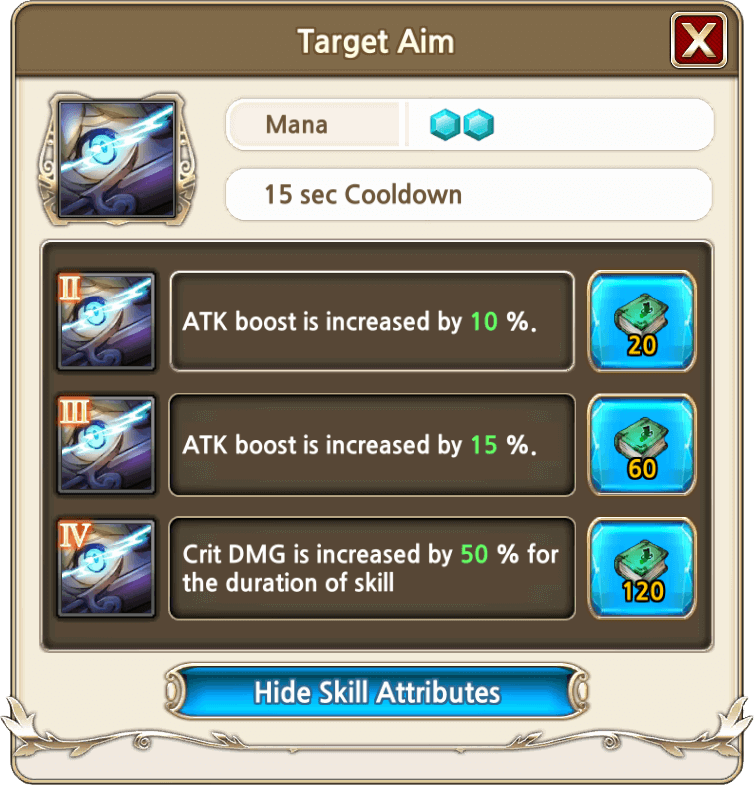 Target Aim
X
Mana
15 sec Cooldown
II
ATK boost is increased by 10 %.
20
III
ATK boost is increased by 15 %.
60
IV
Crit DMG is increased by 50 % for
the duration of skill
120
Hide Skill Attributes